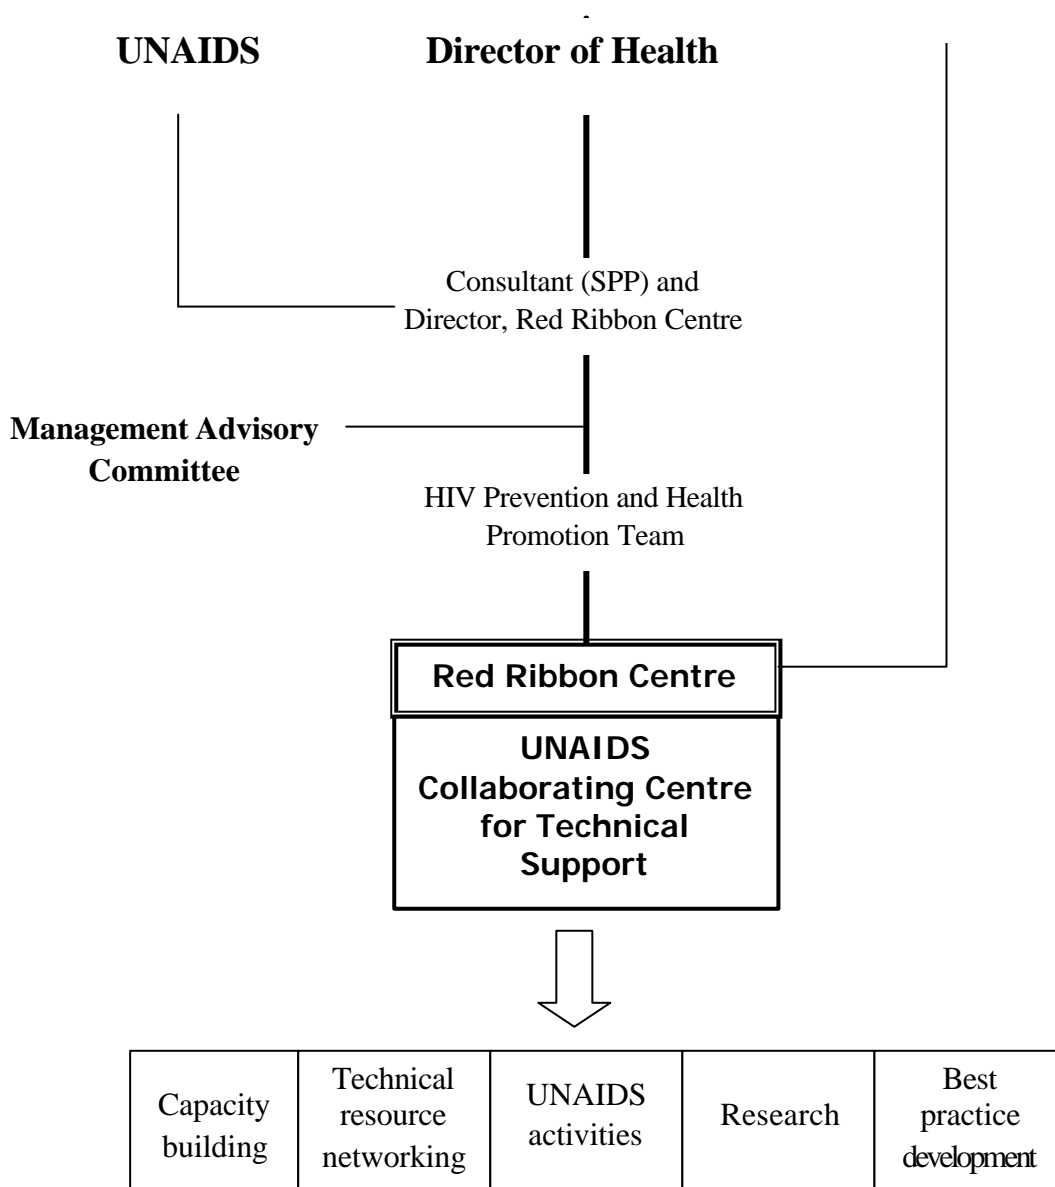 UNAIDS
Director of Health
Consultant (SPP) and
Director, Red Ribbon Centre
Management Advisory
Committee
HIV Prevention and Health
Promotion Team
Red Ribbon Centre
UNAIDS
Collaborating Centre
for Technical
Support
Capacity
building
Technical
resource
networking
UNAIDS
activities
Research
Best
practice
development